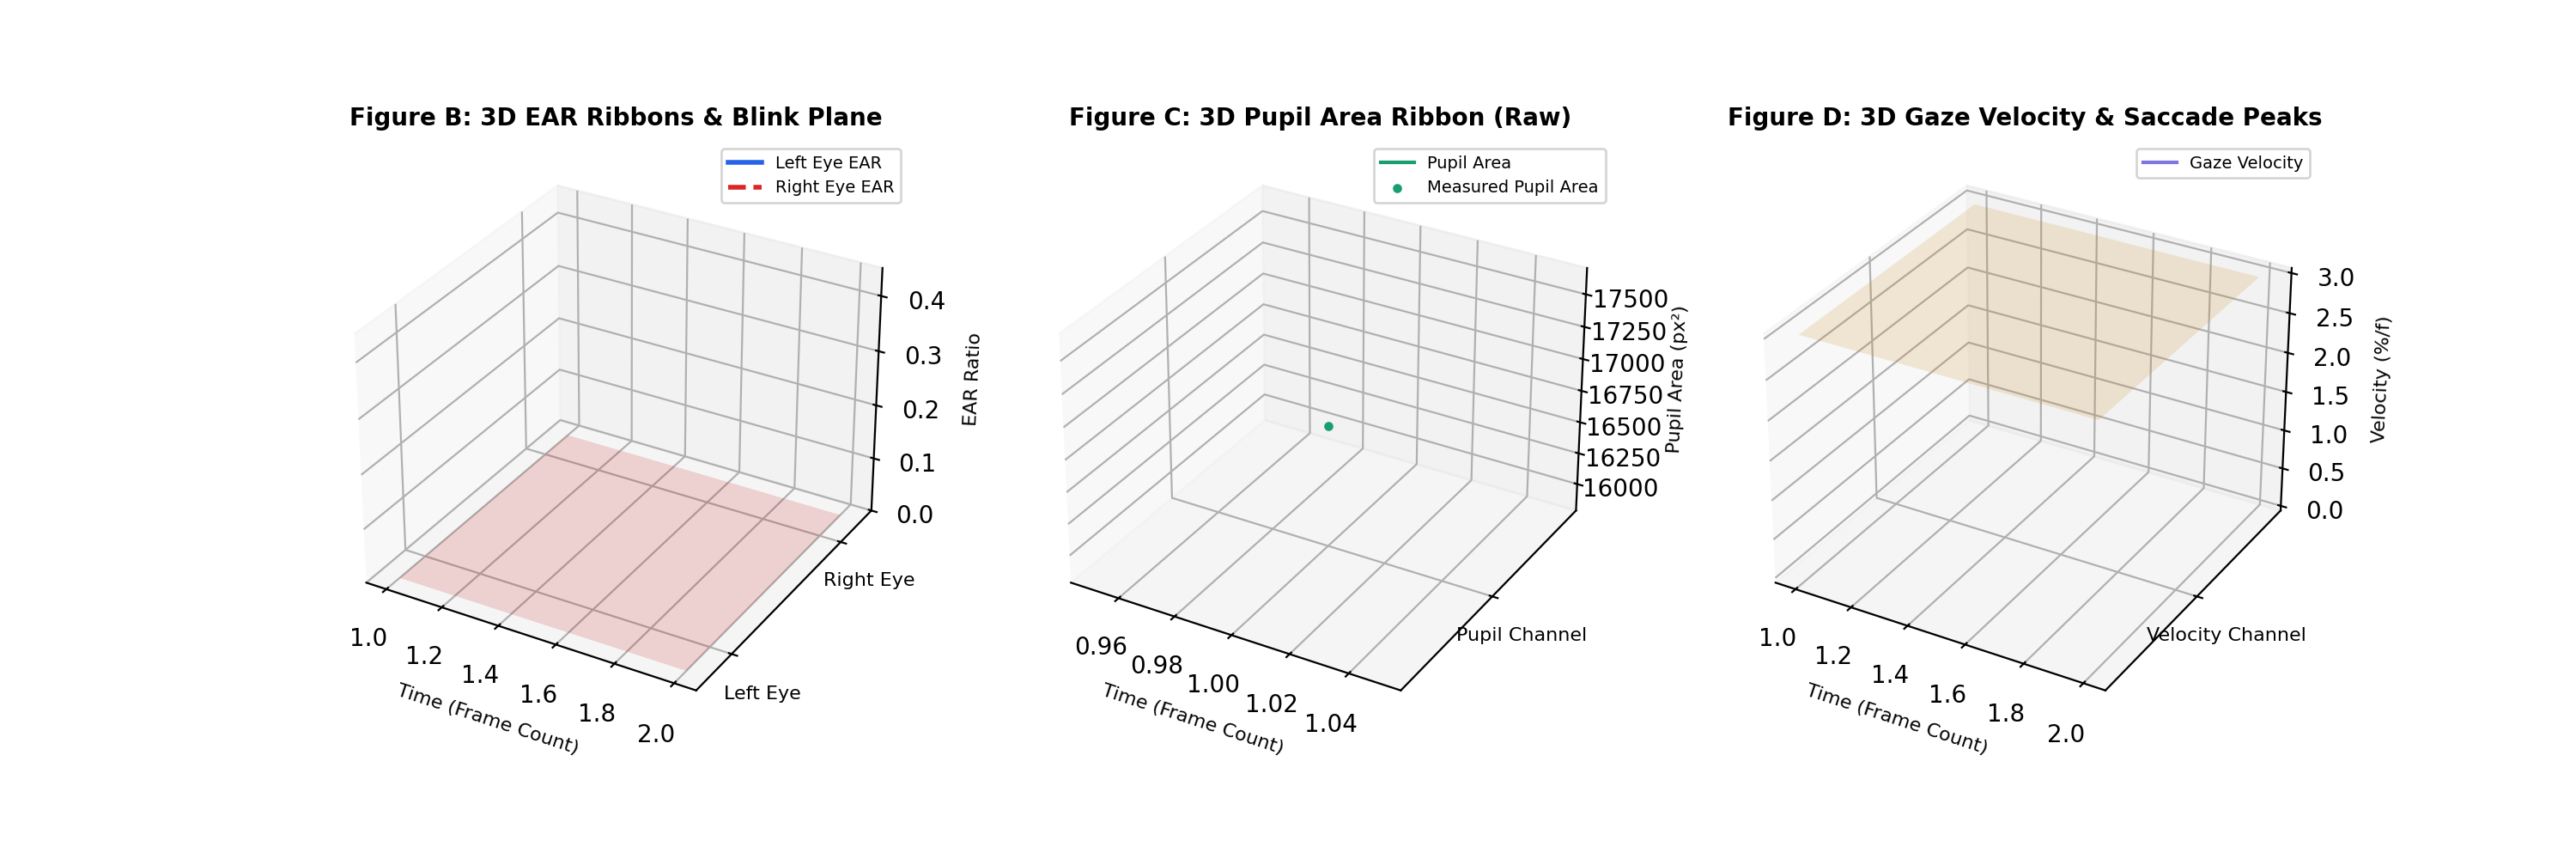 Figure B: 3D EAR Ribbons & Blink Plane
Left Eye EAR
Right Eye EAR
0.4
0.3
0.2
0.1
0.0
EAR Ratio
Right Eye
Left Eye
1.0
1.2
1.4
1.6
1.8
2.0
Time (Frame Count)
Figure C: 3D Pupil Area Ribbon (Raw)
Pupil Area
Measured Pupil Area
17500
17250
17000
16750
16500
16250
16000
Pupil Area (px²)
Pupil Channel
0.96
0.98
1.00
1.02
1.04
Time (Frame Count)
Figure D: 3D Gaze Velocity & Saccade Peaks
Gaze Velocity
3.0
2.5
2.0
1.5
1.0
0.5
0.0
Velocity (%/f)
Velocity Channel
1.0
1.2
1.4
1.6
1.8
2.0
Time (Frame Count)